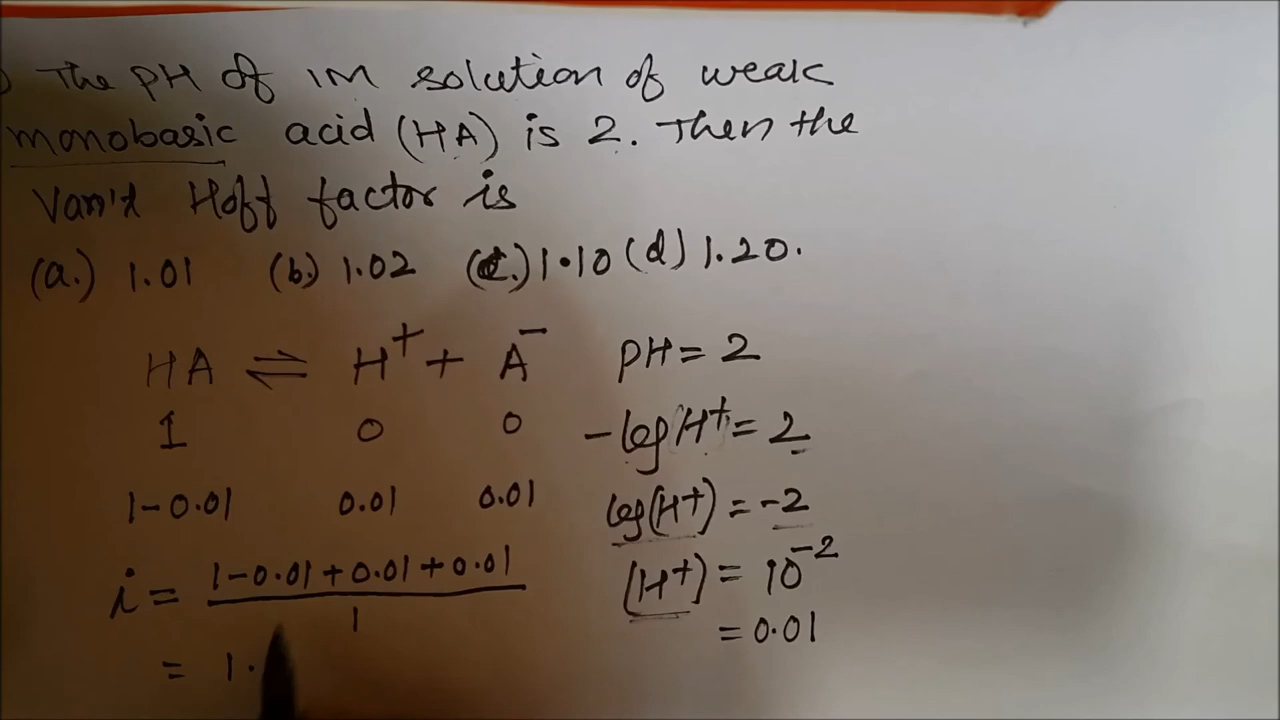 ) The PH of 1M solution of weak
monobasic acid (HA) is 2. Then the
Van't Hoff factor is
(a.) 1.01 (b.) 1.02 (c.) 1.10 (d) 1.20.
HA ⇌ H⁺ + A⁻
1 0 0
1-0.01 0.01 0.01
i = 1-0.01+0.01+0.01
1
= 1.
PH = 2
-log H⁺ = 2
log(H⁺) = -2
(H⁺) = 10⁻²
= 0.01